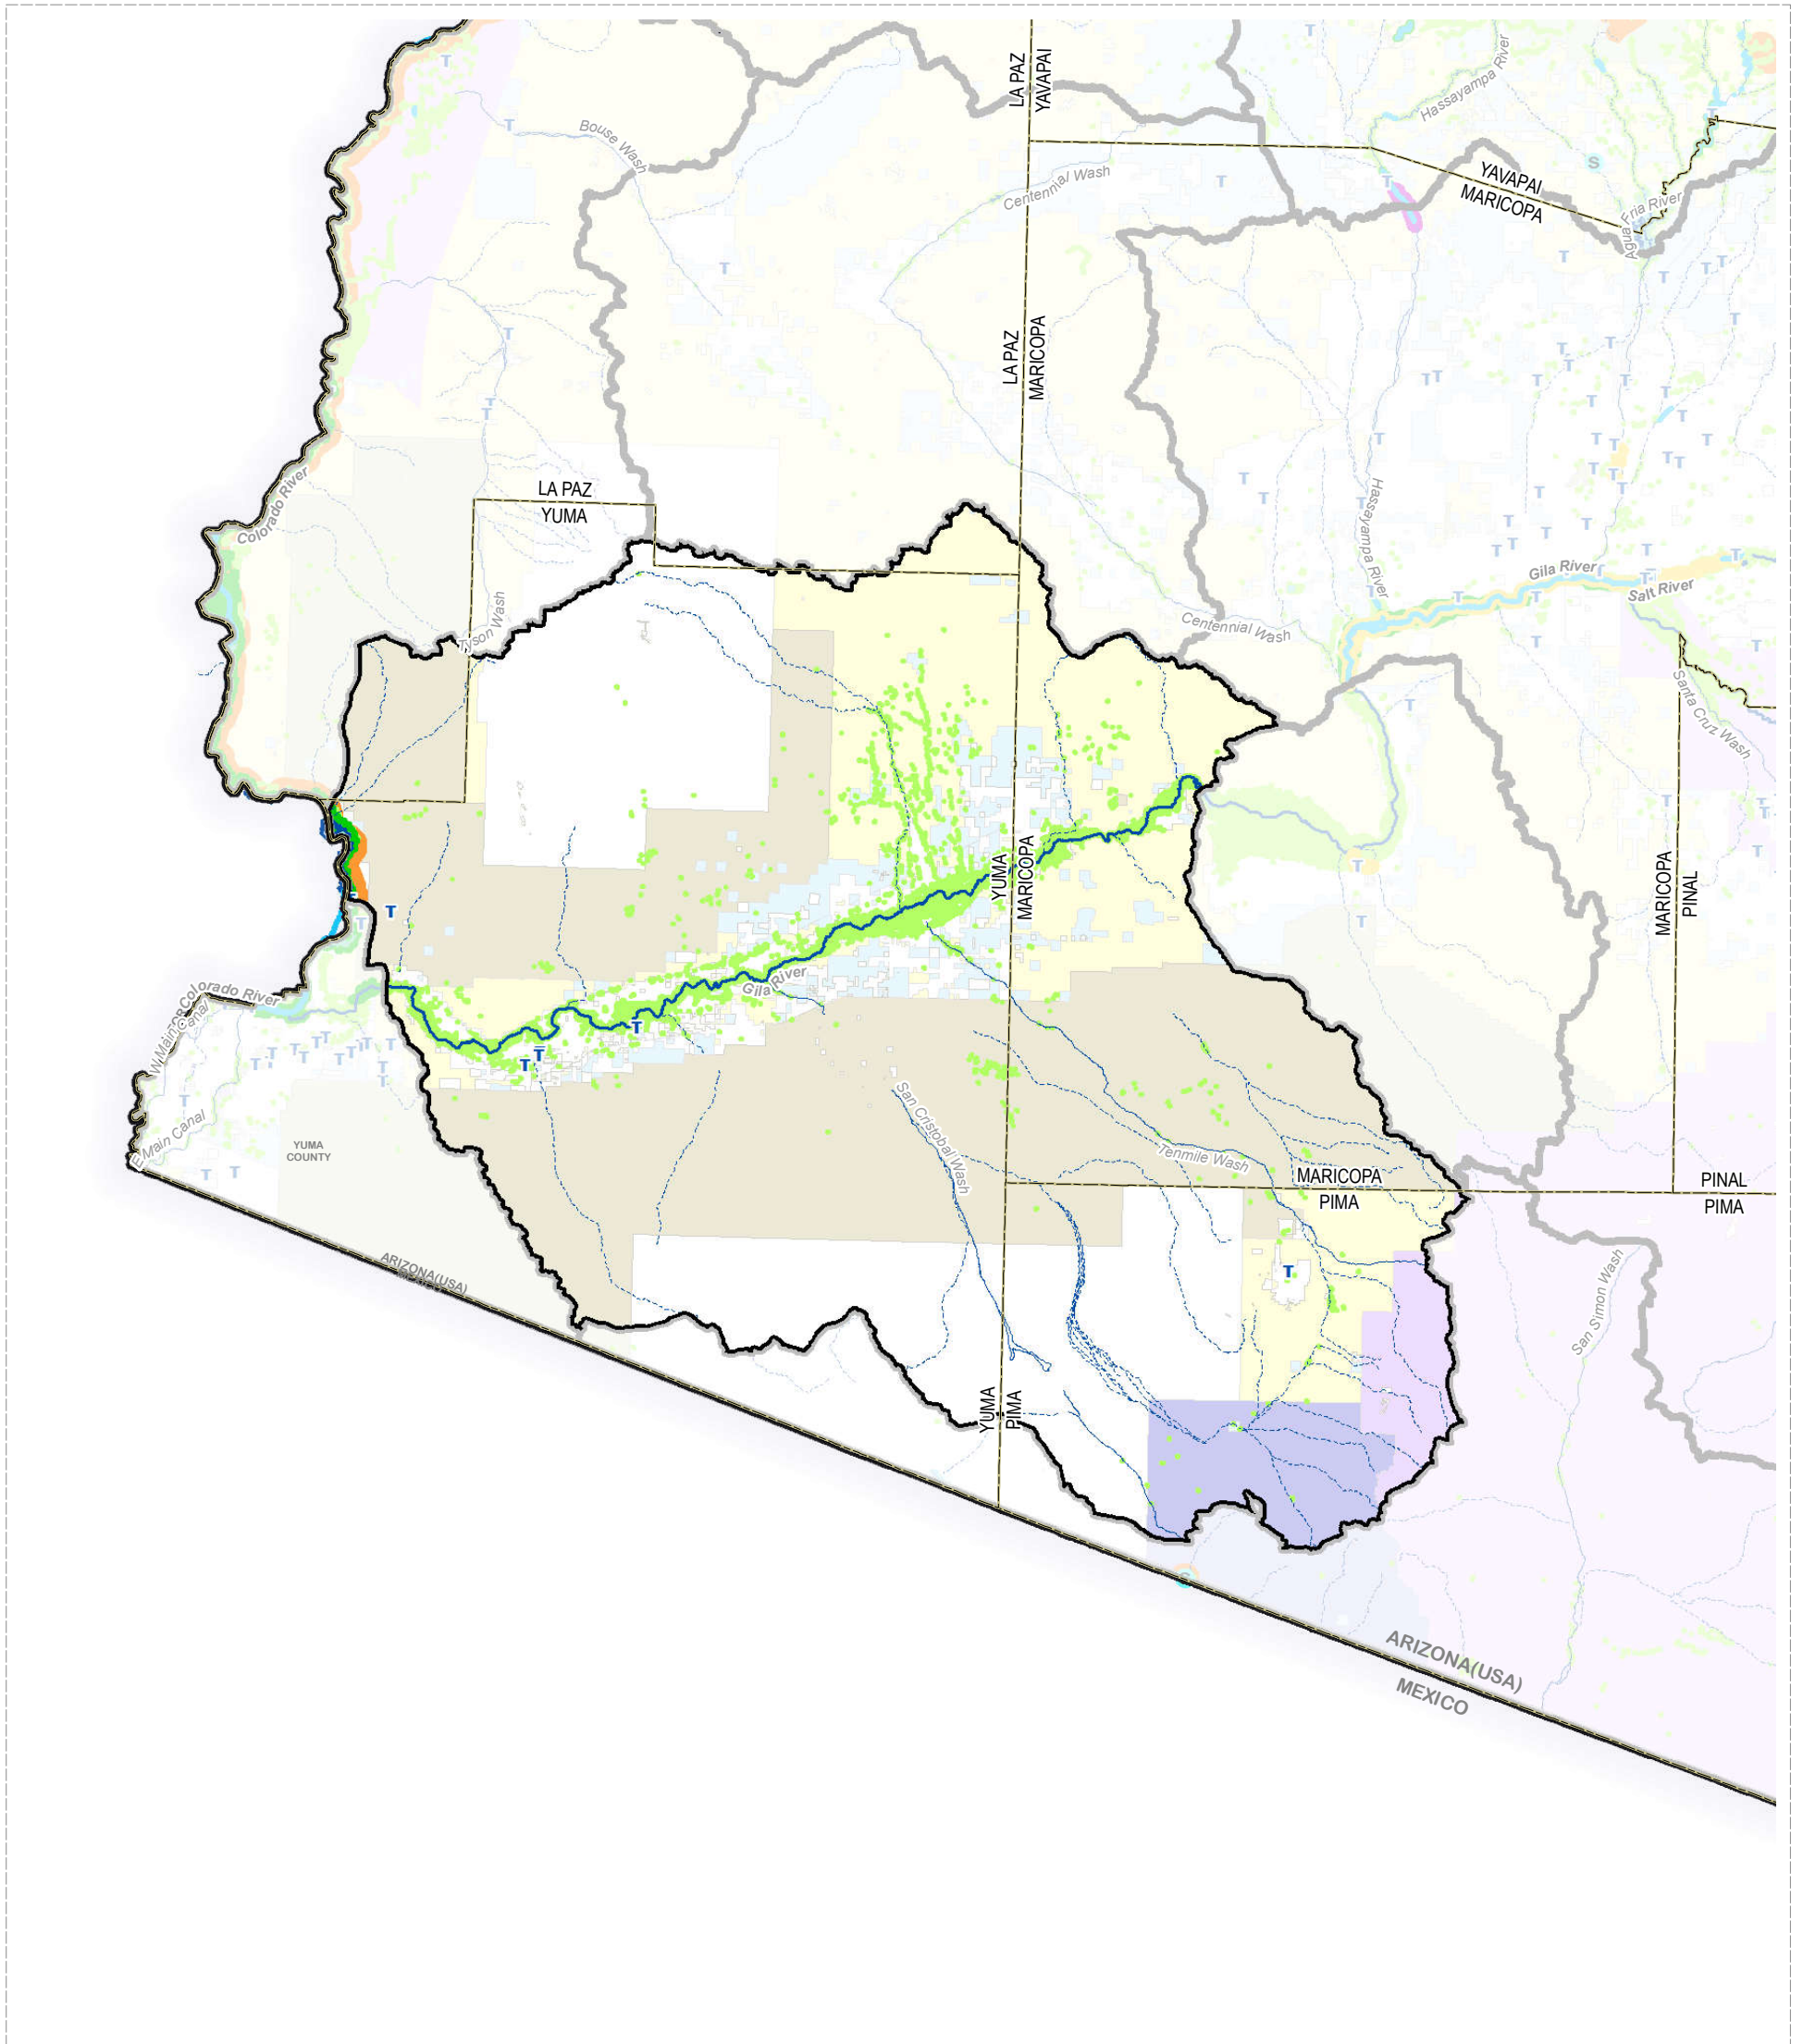 LA PAZ
YAVAPAI
Hassayampa River
Bouse Wash
Centennial Wash
YAVAPAI
MARICOPA
Agua Fria River
LA PAZ
MARICOPA
Colorado River
LA PAZ
YUMA
Hassayampa River
Gila River
Salt River
Tyson Wash
Centennial Wash
Santa Cruz Wash
YUMA
MARICOPA
MARICOPA
PINAL
Gila River
Colorado River
W Main Canal
E Main Canal
YUMA
COUNTY
San Cristobal Wash
Tenmile Wash
MARICOPA
PIMA
PINAL
PIMA
ARIZONA(USA)
MEXICO
San Simon Wash
YUMA
PIMA
ARIZONA(USA)
MEXICO
T
S